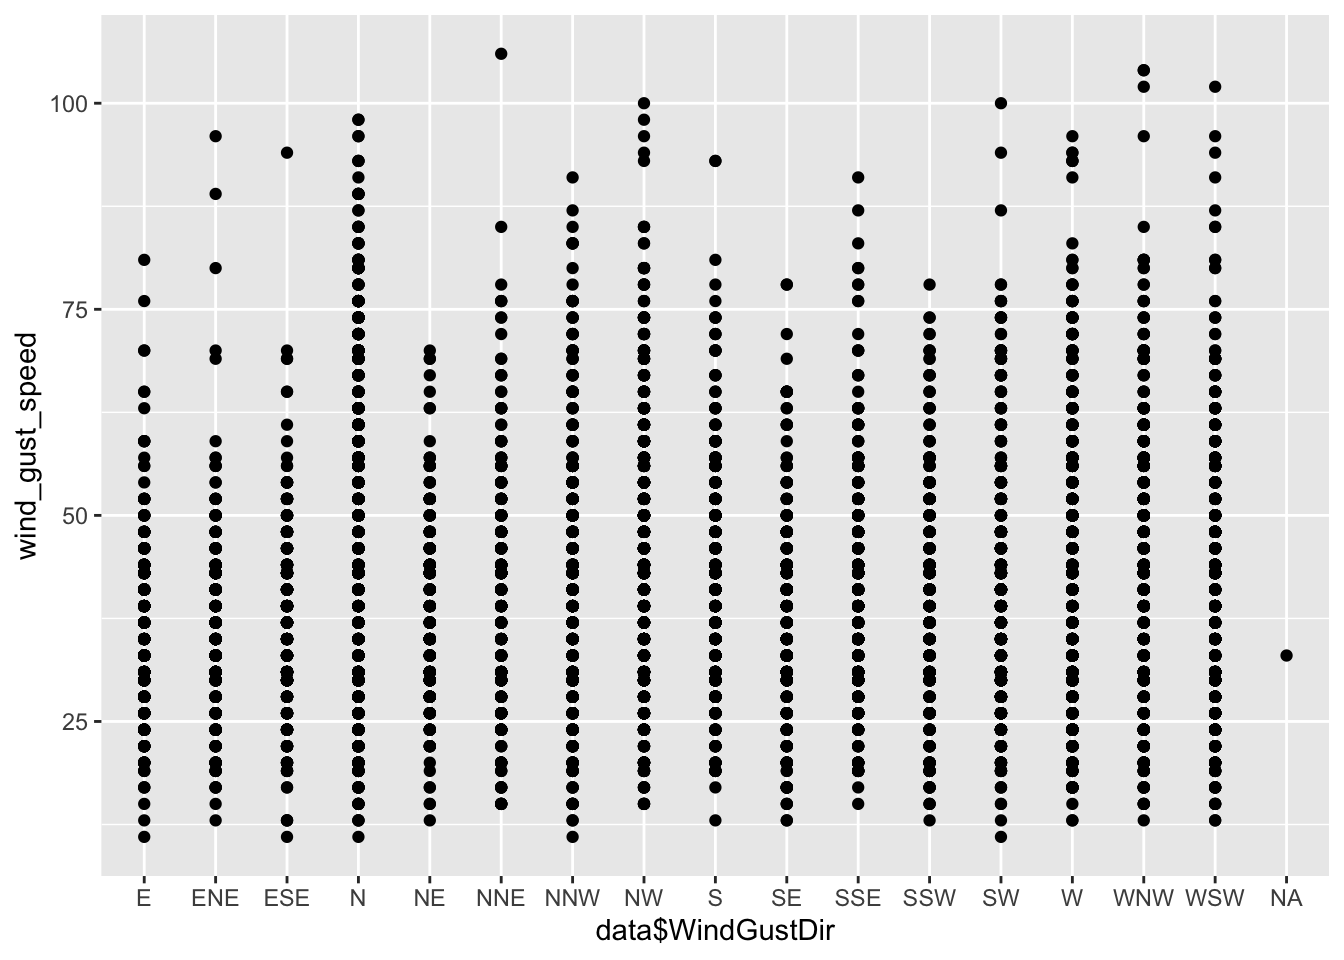 wind_gust_speed
100
75
50
25
E ENE ESE N NE NNE NNW NW S SE SSE SSW SW W WNW WSW NA
data$WindGustDir